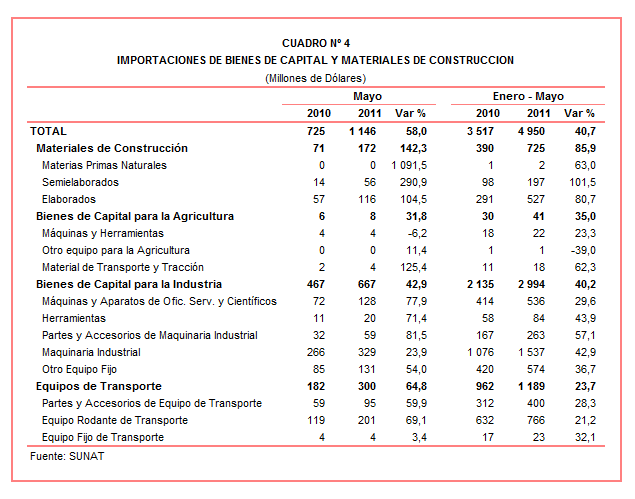 CUADRO Nº 4
IMPORTACIONES DE BIENES DE CAPITAL Y MATERIALES DE CONSTRUCCION
(Millones de Dólares)
Mayo Enero - Mayo
2010 2011 Var % 2010 2011 Var %
TOTAL 725 1 146 58,0 3 517 4 950 40,7
Materiales de Construcción 71 172 142,3 390 725 85,9
Materias Primas Naturales 0 0 1 091,5 1 2 63,0
Semielaborados 14 56 290,9 98 197 101,5
Elaborados 57 116 104,5 291 527 80,7
Bienes de Capital para la Agricultura 6 8 31,8 30 41 35,0
Máquinas y Herramientas 4 4 -6,2 18 22 23,3
Otro equipo para la Agricultura 0 0 11,4 1 1 -39,0
Material de Transporte y Tracción 2 4 125,4 11 18 62,3
Bienes de Capital para la Industria 467 667 42,9 2 135 2 994 40,2
Máquinas y Aparatos de Ofic. Serv. y Científicos 72 128 77,9 414 536 29,6
Herramientas 11 20 71,4 58 84 43,9
Partes y Accesorios de Maquinaria Industrial 32 59 81,5 167 263 57,1
Maquinaria Industrial 266 329 23,9 1 076 1 537 42,9
Otro Equipo Fijo 85 131 54,0 420 574 36,7
Equipos de Transporte 182 300 64,8 962 1 189 23,7
Partes y Accesorios de Equipo de Transporte 59 95 59,9 312 400 28,3
Equipo Rodante de Transporte 119 201 69,1 632 766 21,2
Equipo Fijo de Transporte 4 4 3,4 17 23 32,1
Fuente: SUNAT